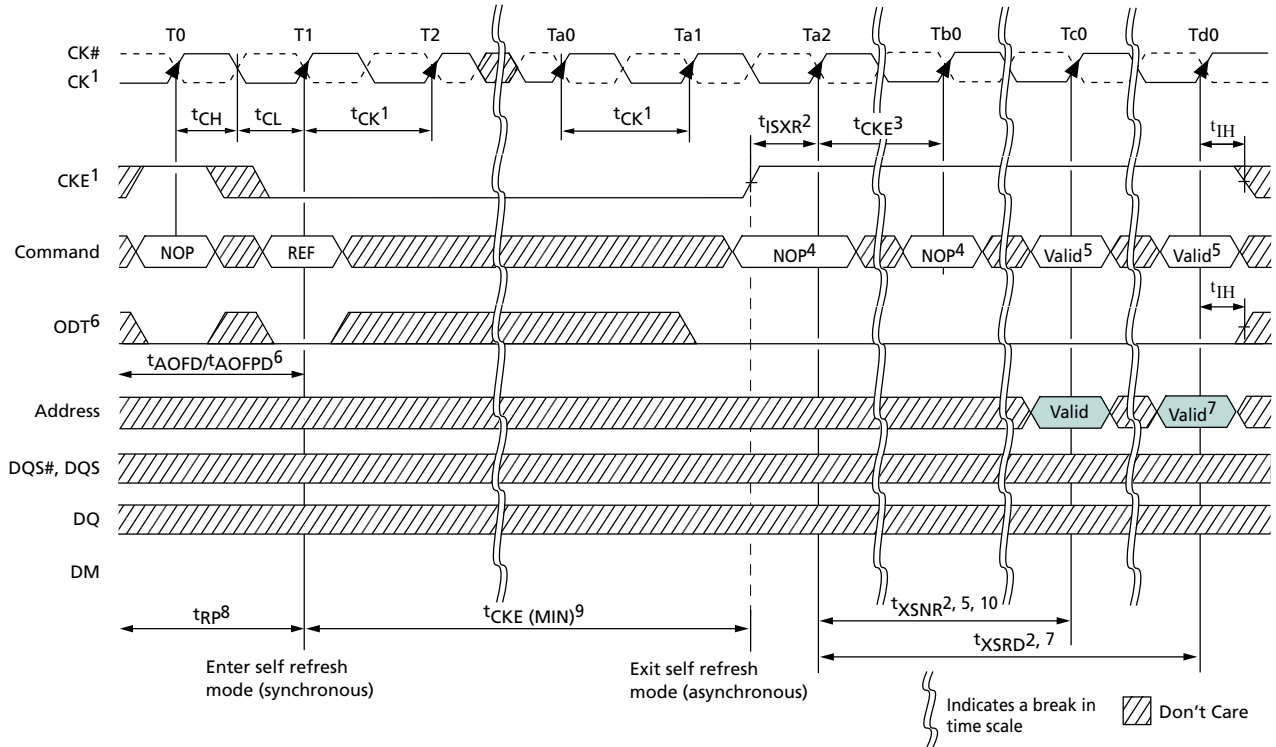 T0 T1 T2 Ta0 Ta1 Ta2 Tb0 Tc0 Td0
CK#
CK1
tCH tCL tCK1 tCK1 tISXR2 tCKE3 tIH
CKE1
Command NOP REF NOP4 NOP4 Valid5 Valid5
tIH
ODT6
tAOFD/tAOFPD6
Address Valid Valid7
DQS#, DQS
DQ
DM
tRP8 tCKE (MIN)9 tXSNR2, 5, 10
tXSRD2, 7
Enter self refresh
mode (synchronous)
Exit self refresh
mode (asynchronous)
Indicates a break in
time scale
Don't Care